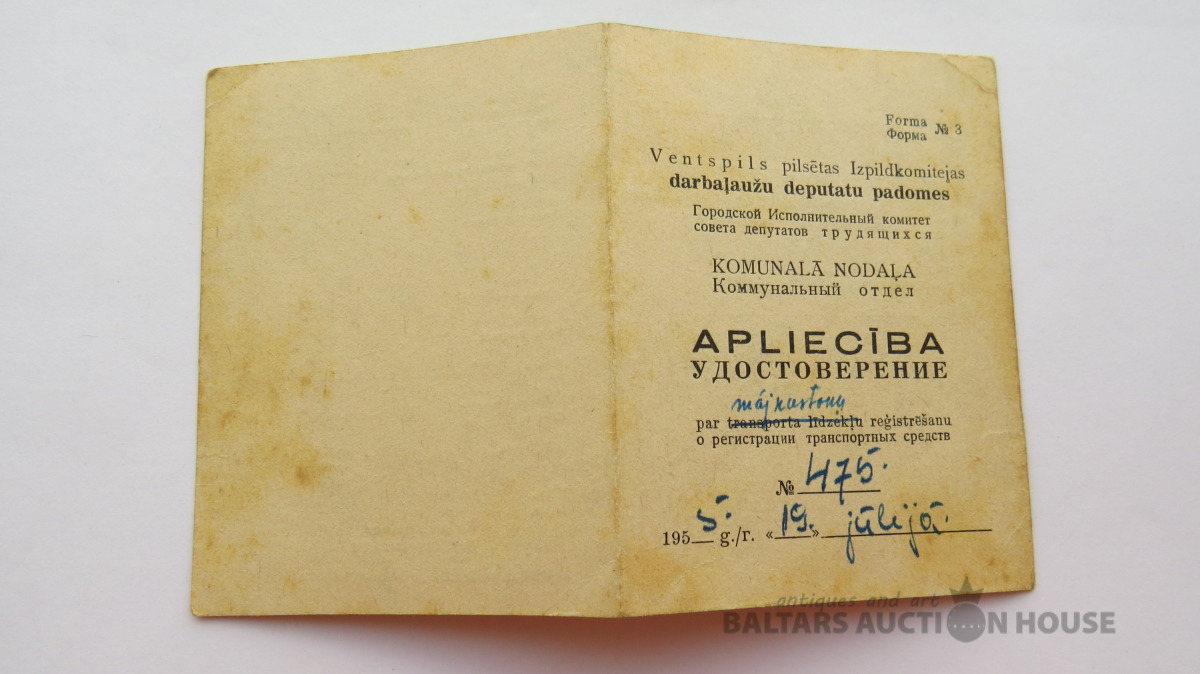 Forma
Форма № 3
Ventspils pilsētas Izpildkomitejas
darbaļaužu deputatu padomes
Городской Исполнительный комитет
совета депутатов трудящихся
KOMUNALĀ NODAĻA
Коммунальный отдел
APLIECĪBA
УДОСТОВЕРЕНИЕ
par transporta līdzekļu reģistrēšanu
о регистрации транспортных средств
№ 475.
1955. g./г. «19.» jūlijā.
antiques and art
BALTARS AUCTION HOUSE